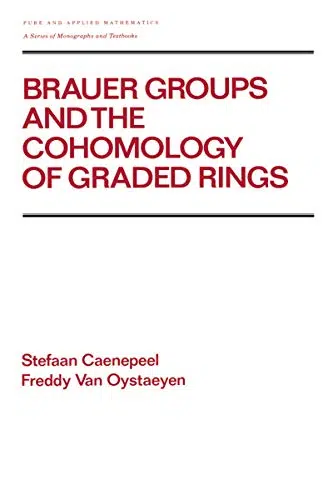 PURE AND APPLIED MATHEMATICS
A Series of Monographs and Textbooks
BRAUER GROUPS
AND THE
COHOMOLOGY
OF GRADED RINGS
Stefaan Caenepeel
Freddy Van Oystaeyen